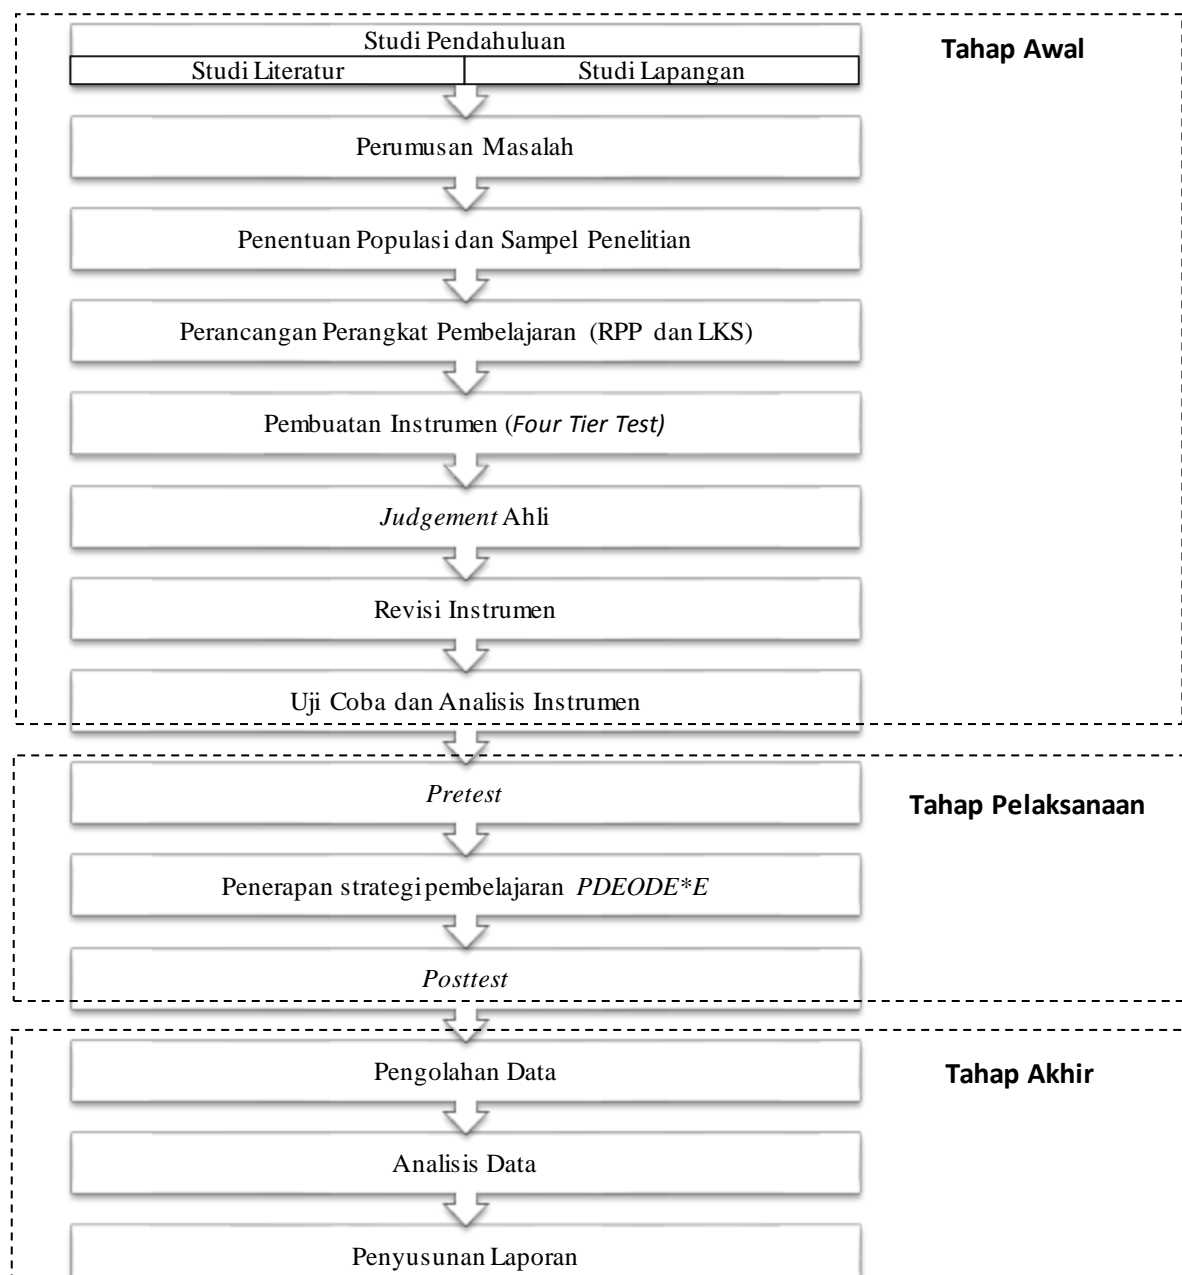 Studi Pendahuluan
Tahap Awal
Studi Literatur
Studi Lapangan
Perumusan Masalah
Penentuan Populasi dan Sampel Penelitian
Perancangan Perangkat Pembelajaran (RPP dan LKS)
Pembuatan Instrumen (Four Tier Test)
Judgement Ahli
Revisi Instrumen
Uji Coba dan Analisis Instrumen
Pretest
Tahap Pelaksanaan
Penerapan strategi pembelajaran PDEODE*E
Posttest
Pengolahan Data
Tahap Akhir
Analisis Data
Penyusunan Laporan